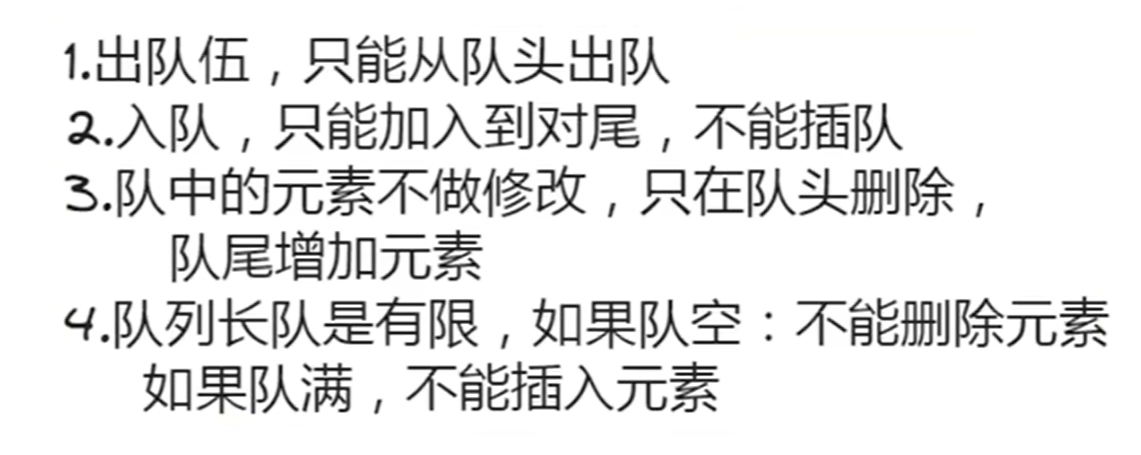 1.出队伍，只能从队头出队
2.入队，只能加入到对尾，不能插队
3.队中的元素不做修改，只在队头删除，
队尾增加元素
4.队列长队是有限，如果队空：不能删除元素
如果队满，不能插入元素